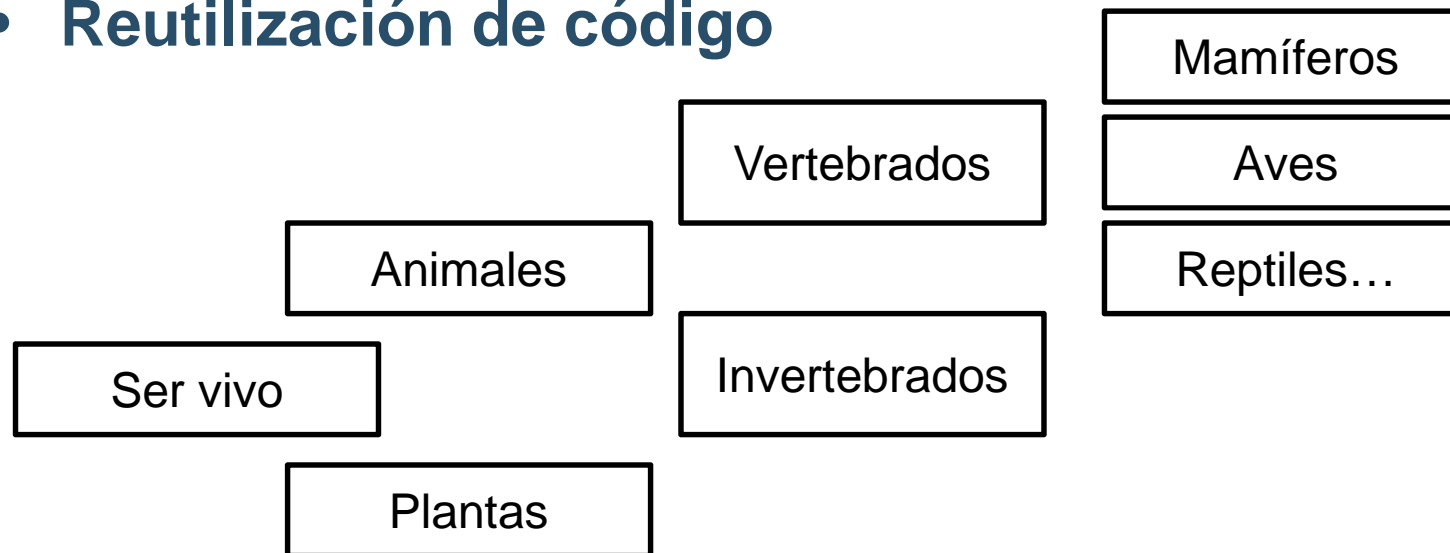 • Reutilización de código
Mamíferos
Vertebrados
Aves
Animales
Reptiles…
Ser vivo
Invertebrados
Plantas